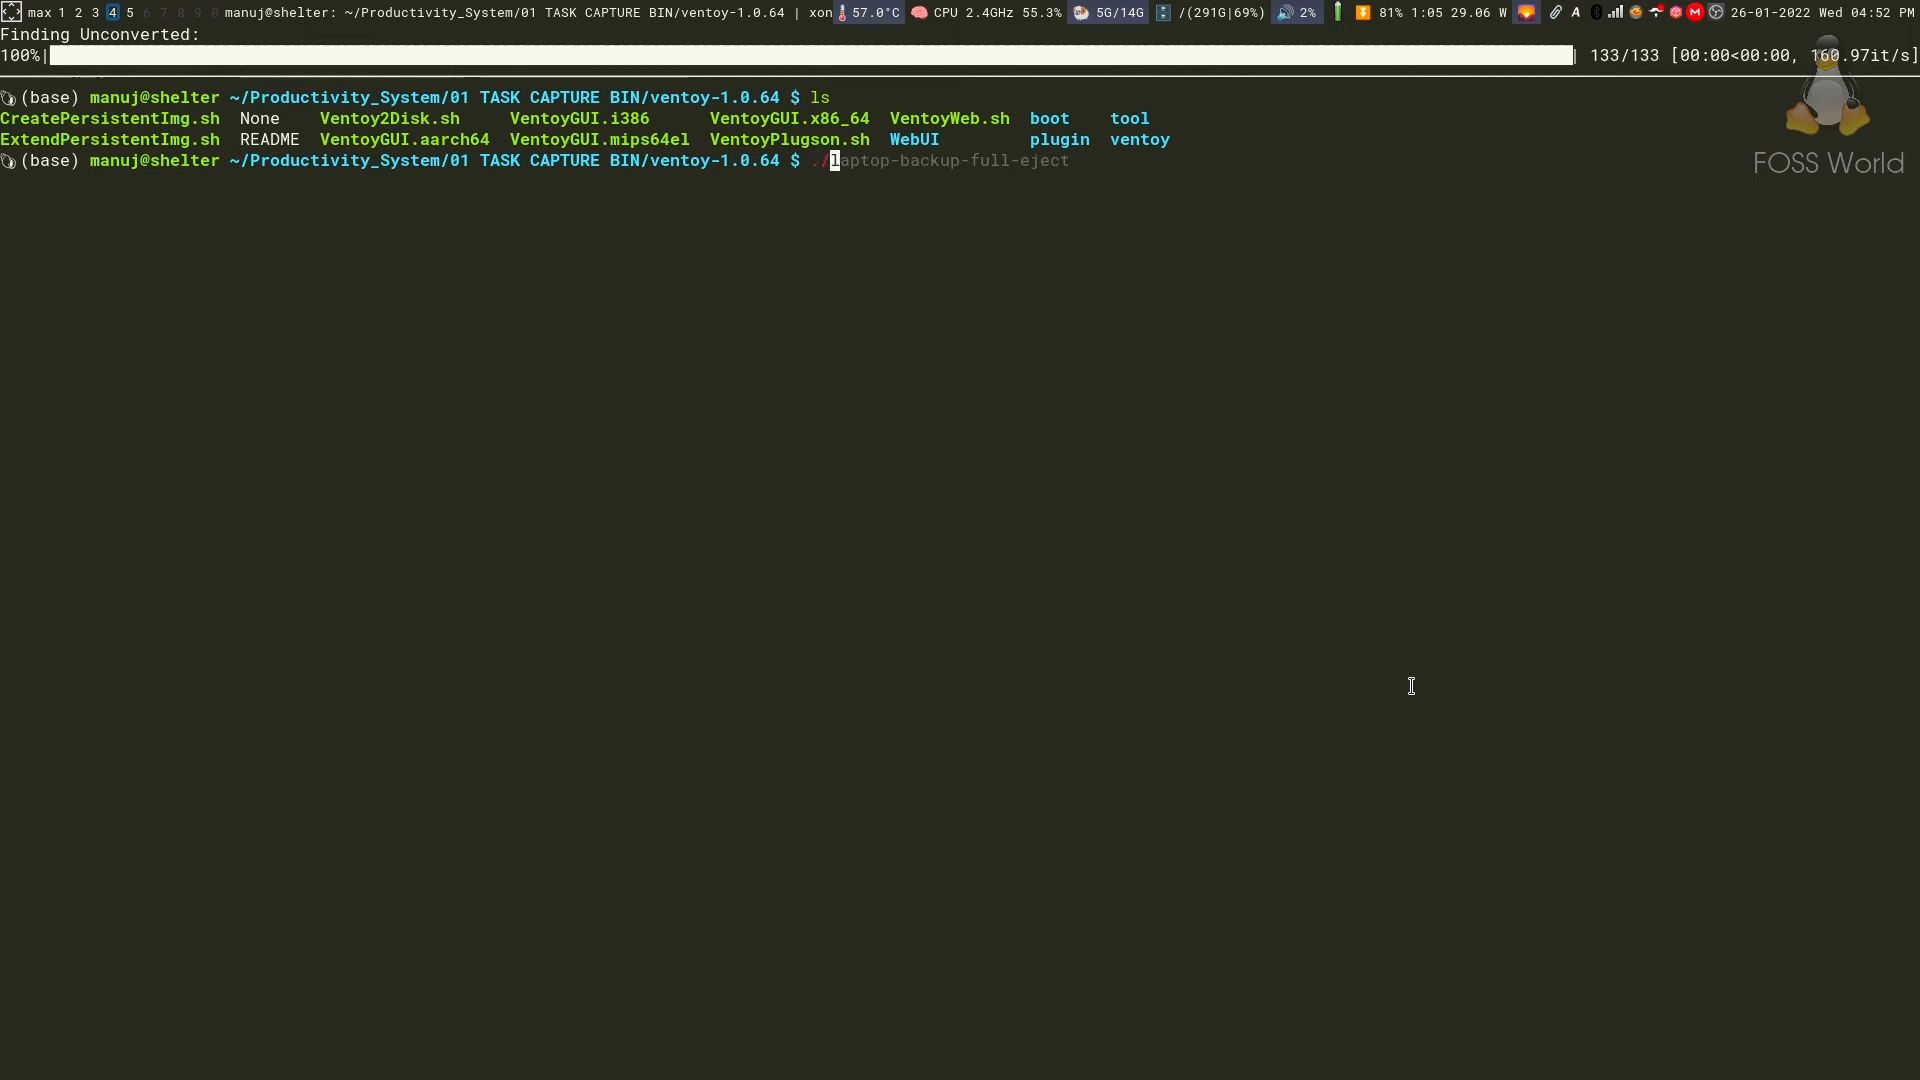 max 1 2 3 4 5 6 7 8 9 0 manuj@shelter: ~/Productivity_System/01 TASK CAPTURE BIN/ventoy-1.0.64 | xon 57.0°C CPU 2.4GHz 55.3% 5G/14G /(291G|69%) 2% 81% 1:05 29.06 W A M 26-01-2022 Wed 04:52 PM
Finding Unconverted:
100%| | 133/133 [00:00<00:00, 160.97it/s]
(base) manuj@shelter ~/Productivity_System/01 TASK CAPTURE BIN/ventoy-1.0.64 $ ls
CreatePersistentImg.sh None Ventoy2Disk.sh VentoyGUI.i386 VentoyGUI.x86_64 VentoyWeb.sh boot tool
ExtendPersistentImg.sh README VentoyGUI.aarch64 VentoyGUI.mips64el VentoyPlugson.sh WebUI plugin ventoy
(base) manuj@shelter ~/Productivity_System/01 TASK CAPTURE BIN/ventoy-1.0.64 $ ./laptop-backup-full-eject
FOSS World